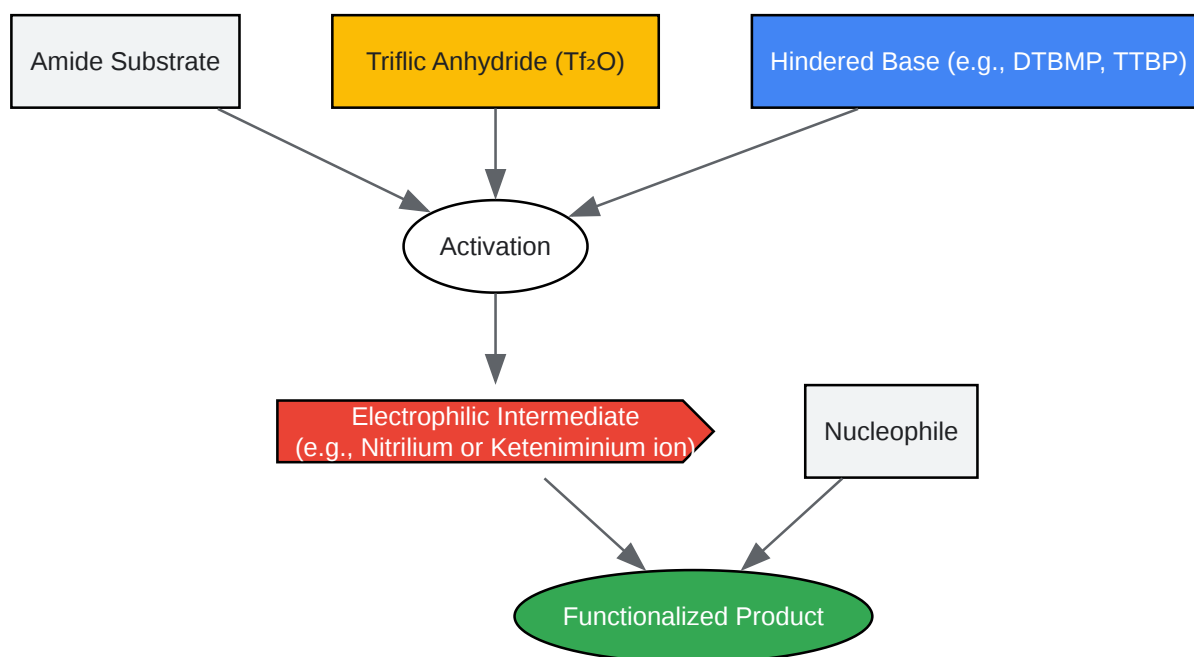 Amide Substrate
Triflic Anhydride (Tf₂O)
Hindered Base (e.g., DTBMP, TTBP)
Activation
Electrophilic Intermediate
(e.g., Nitrilium or Keteniminium ion)
Nucleophile
Functionalized Product